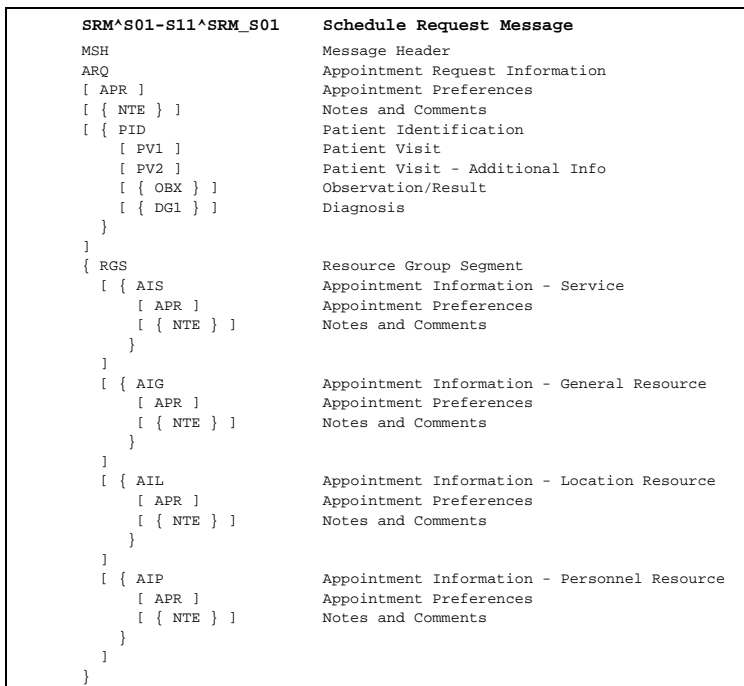 SRM^S01-S11^SRM_S01 Schedule Request Message
MSH Message Header
ARQ Appointment Request Information
[ APR ] Appointment Preferences
[ { NTE } ] Notes and Comments
[ { PID Patient Identification
[ PV1 ] Patient Visit
[ PV2 ] Patient Visit - Additional Info
[ { OBX } ] Observation/Result
[ { DG1 } ] Diagnosis
}
]
{ RGS Resource Group Segment
[ { AIS Appointment Information - Service
[ APR ] Appointment Preferences
[ { NTE } ] Notes and Comments
}
]
[ { AIG Appointment Information - General Resource
[ APR ] Appointment Preferences
[ { NTE } ] Notes and Comments
}
]
[ { AIL Appointment Information - Location Resource
[ APR ] Appointment Preferences
[ { NTE } ] Notes and Comments
}
]
[ { AIP Appointment Information - Personnel Resource
[ APR ] Appointment Preferences
[ { NTE } ] Notes and Comments
}
]
}